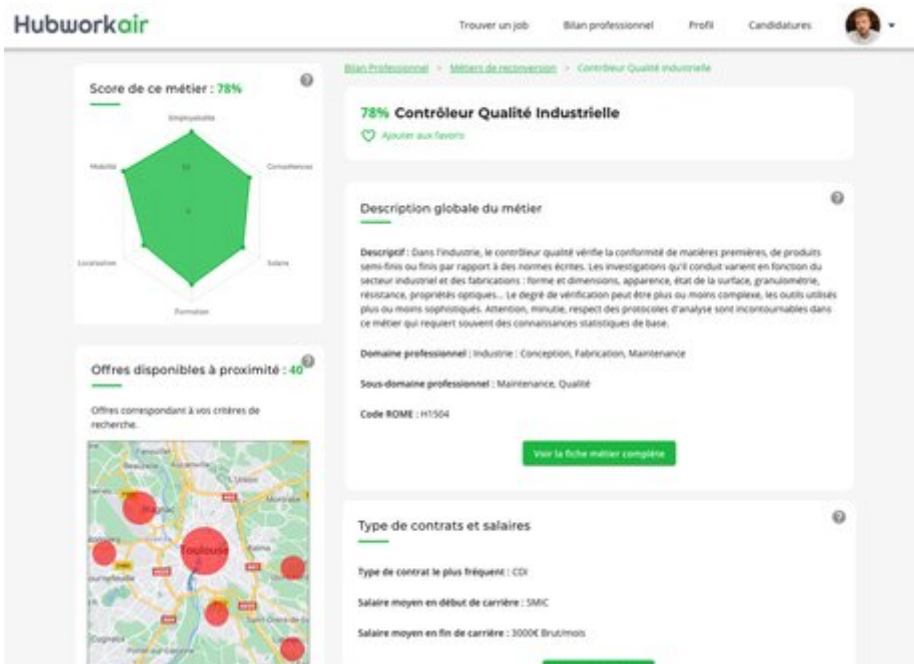 Hubworkair
Trouver un job
Bilan professionnel
Profil
Candidatures
Bilan Professionnel > Métiers de reconversion > Contrôleur Qualité Industrielle
Score de ce métier : 78%
Employabilité
Mobilité
Compétences
Localisation
Salaire
Formation
78% Contrôleur Qualité Industrielle
Ajouter aux favoris
Description globale du métier
Descriptif : Dans l'industrie, le contrôleur qualité vérifie la conformité de matières premières, de produits
semi-finis ou finis par rapport à des normes écrites. Les investigations qu'il conduit varient en fonction du
secteur industriel et des fabrications : forme et dimensions, apparence, état de la surface, granulométrie,
résistance, propriétés optiques... Le degré de vérification peut être plus ou moins complexe, les outils utilisés
plus ou moins sophistiqués. Attention, minutie, respect des protocoles d'analyse sont incontournables dans
ce métier qui requiert souvent des connaissances statistiques de base.
Domaine professionnel : Industrie : Conception, Fabrication, Maintenance
Sous-domaine professionnel : Maintenance, Qualité
Code ROME : H1504
Voir la fiche métier complète
Offres disponibles à proximité : 40
Offres correspondant à vos critères de
recherche.
Fenouillet
Aucamville
L'Union
Blagnac
Toulouse
Balma
Cugnaux
Portet-sur-Garonne
Type de contrats et salaires
Type de contrat le plus fréquent : CDI
Salaire moyen en début de carrière : SMIC
Salaire moyen en fin de carrière : 3000€ Brut/mois